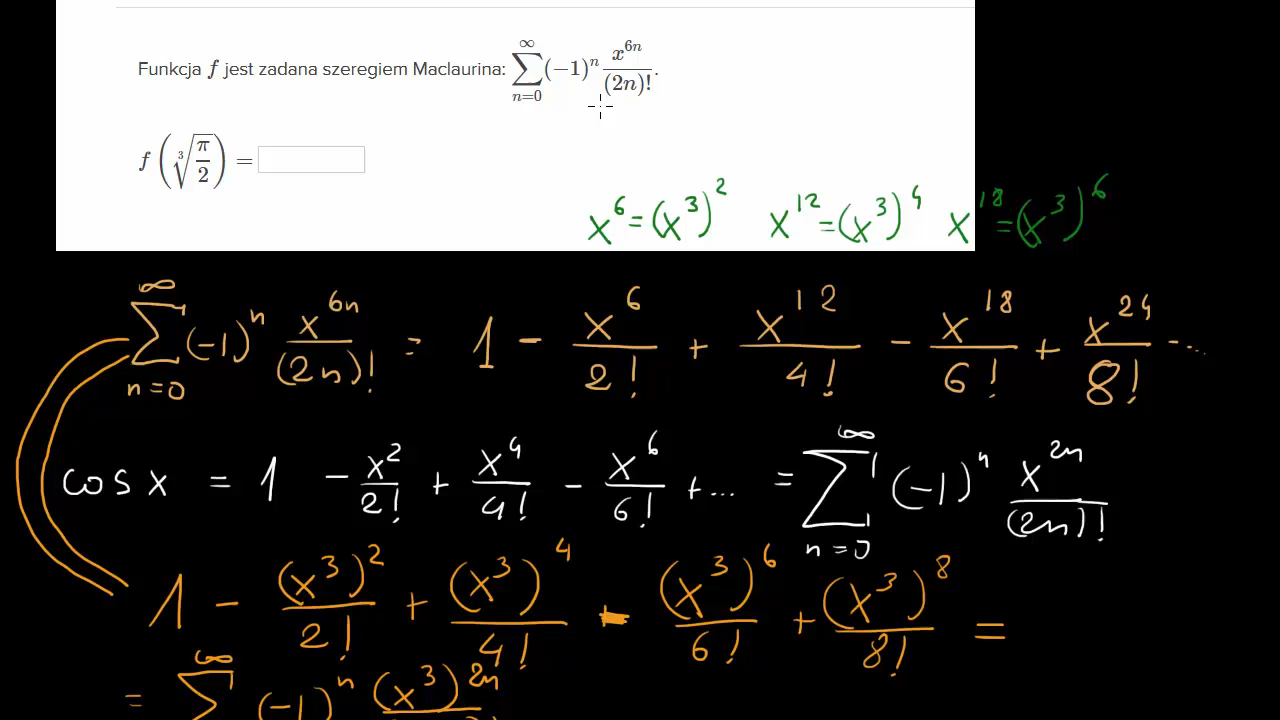 Funkcja f jest zadana szeregiem Maclaurina: ∑_{n=0}^{∞} (−1)^n x^{6n}/(2n)!.
f(∛(π/2)) =
x^6 = (x^3)^2 x^12 = (x^3)^4 x^18 = (x^3)^6
∑_{n=0}^{∞} (-1)^n x^{6n}/(2n)! = 1 - x^6/2! + x^12/4! - x^18/6! + x^24/8! - ...
cos x = 1 - x^2/2! + x^4/4! - x^6/6! + ... = ∑_{n=0}^{∞} (-1)^n x^{2n}/(2n)!
1 - (x^3)^2/2! + (x^3)^4/4! - (x^3)^6/6! + (x^3)^8/8! =
= ∑^{∞} (-1)^n (x^3)^{2n}